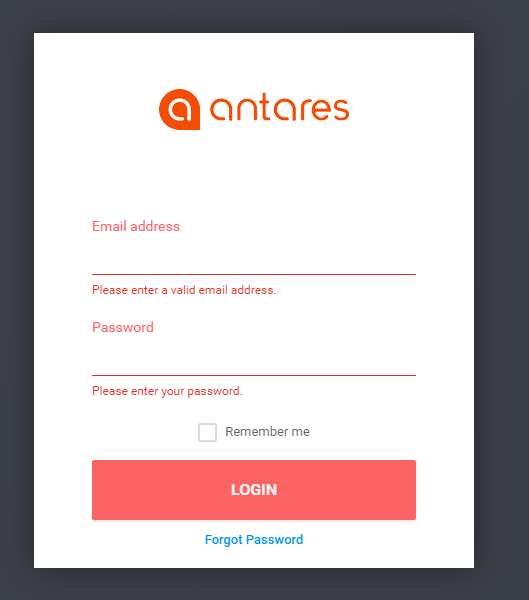 a antares
Email address
Please enter a valid email address.
Password
Please enter your password.
Remember me
LOGIN
Forgot Password